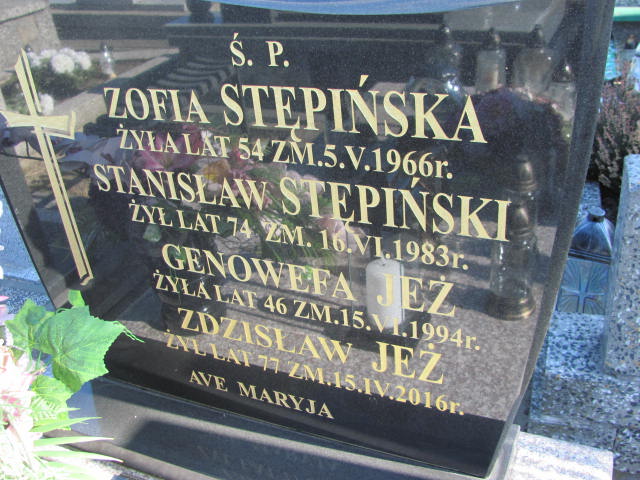 Ś. P.
ZOFIA STĘPIŃSKA
ŻYŁA LAT 54 ZM.5.V.1966r.
STANISŁAW STĘPIŃSKI
ŻYŁ LAT 74 ZM. 16.VI.1983r.
GENOWEFA JEŻ
ŻYŁA LAT 46 ZM.15.VI.1994r.
ZDZISŁAW JEŻ
ŻYŁ LAT 77 ZM.15.IV.2016r.
AVE MARYJA